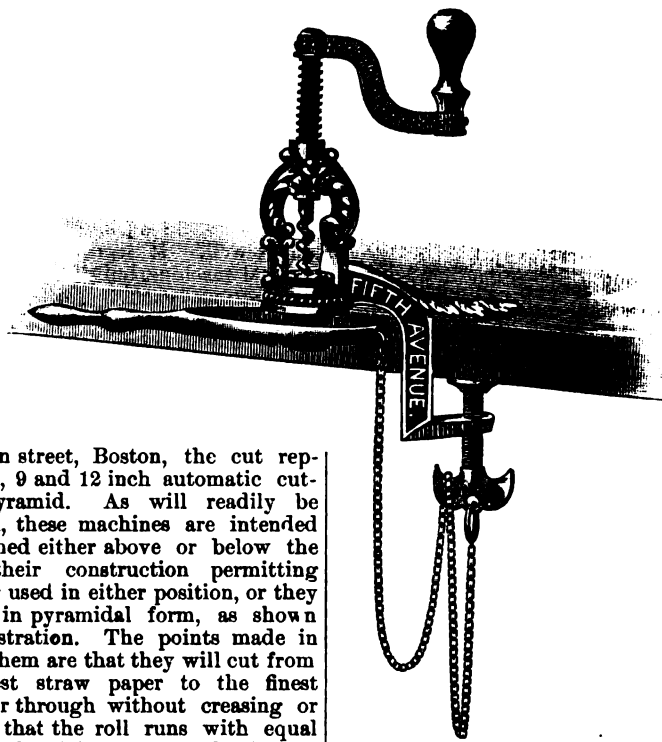 FIFTH AVENUE.
n street, Boston, the cut rep-
, 9 and 12 inch automatic cut-
yramid. As will readily be
, these machines are intended
ned either above or below the
heir construction permitting
used in either position, or they
in pyramidal form, as shown
stration. The points made in
hem are that they will cut from
st straw paper to the finest
r through without creasing or
that the roll runs with equal